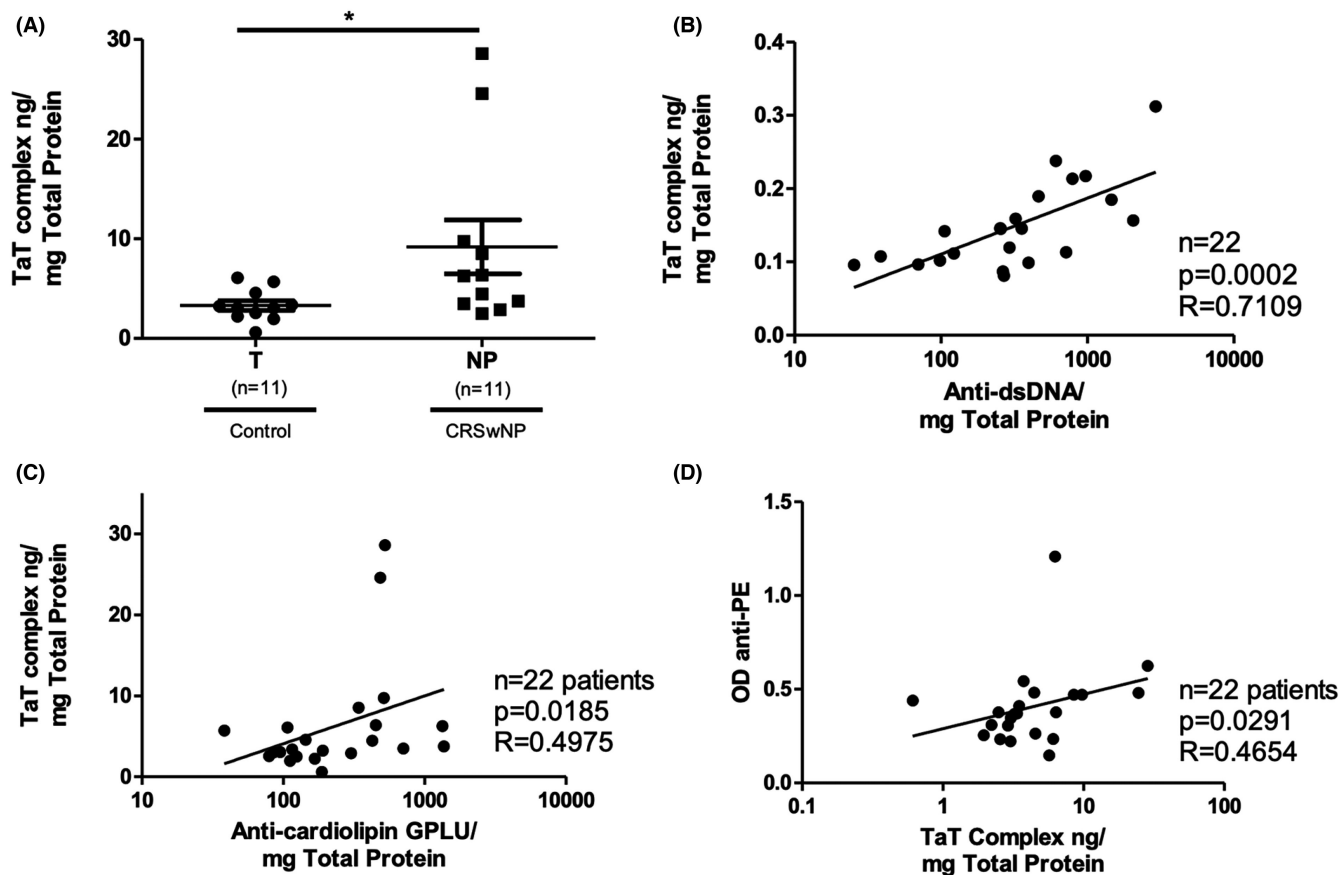 (A)
*
TaT complex ng/
mg Total Protein
30
20
10
0
T
NP
(n=11)
(n=11)
Control
CRSwNP
(B)
TaT complex ng/
mg Total Protein
0.4
0.3
0.2
0.1
0.0
10
100
1000
10000
n=22
p=0.0002
R=0.7109
Anti-dsDNA/
mg Total Protein
(C)
TaT complex ng/
mg Total Protein
30
20
10
0
10
100
1000
10000
n=22 patients
p=0.0185
R=0.4975
Anti-cardiolipin GPLU/
mg Total Protein
(D)
OD anti-PE
1.5
1.0
0.5
0.0
0.1
1
10
100
n=22 patients
p=0.0291
R=0.4654
TaT Complex ng/
mg Total Protein